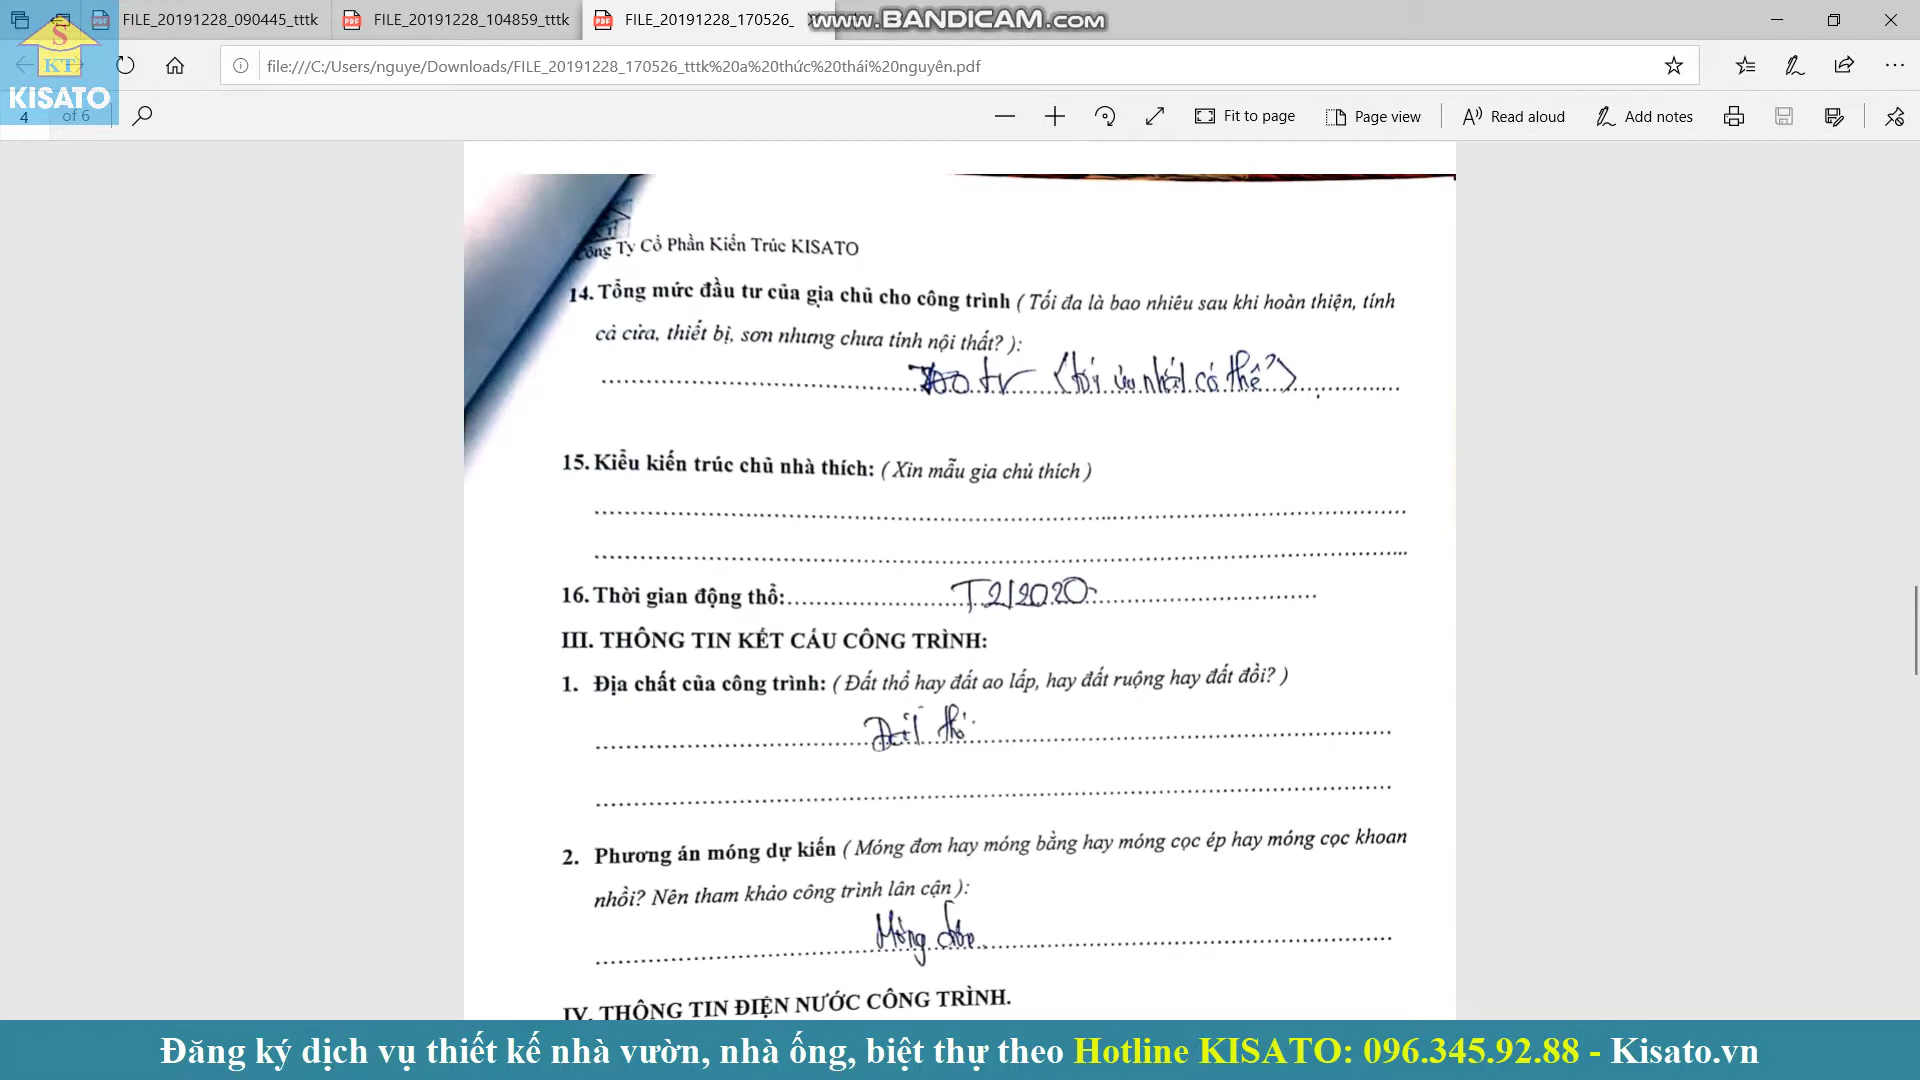 FILE_20191228_090445_tttk
FILE_20191228_104859_tttk
FILE_20191228_170526_
www.BANDICAM.com
S
KT
KISATO
file:///C:/Users/nguye/Downloads/FILE_20191228_170526_tttk%20a%20thức%20thái%20nguyên.pdf
4 of 6
Fit to page
Page view
Read aloud
Add notes
Công Ty Cổ Phần Kiến Trúc KISATO
14. Tổng mức đầu tư của gia chủ cho công trình ( Tối đa là bao nhiêu sau khi hoàn thiện, tính
cả cửa, thiết bị, sơn nhưng chưa tính nội thất? ):
tr (tối ưu nhất có thể)
15. Kiểu kiến trúc chủ nhà thích: ( Xin mẫu gia chủ thích )
16. Thời gian động thổ: T2/2020
III. THÔNG TIN KẾT CẤU CÔNG TRÌNH:
1. Địa chất của công trình: ( Đất thổ hay đất ao lấp, hay đất ruộng hay đất đồi? )
Đất thổ
2. Phương án móng dự kiến ( Móng đơn hay móng bằng hay móng cọc ép hay móng cọc khoan
nhồi? Nên tham khảo công trình lân cận ):
Móng
IV. THÔNG TIN ĐIỆN NƯỚC CÔNG TRÌNH.
Đăng ký dịch vụ thiết kế nhà vườn, nhà ống, biệt thự theo Hotline KISATO: 096.345.92.88 - Kisato.vn